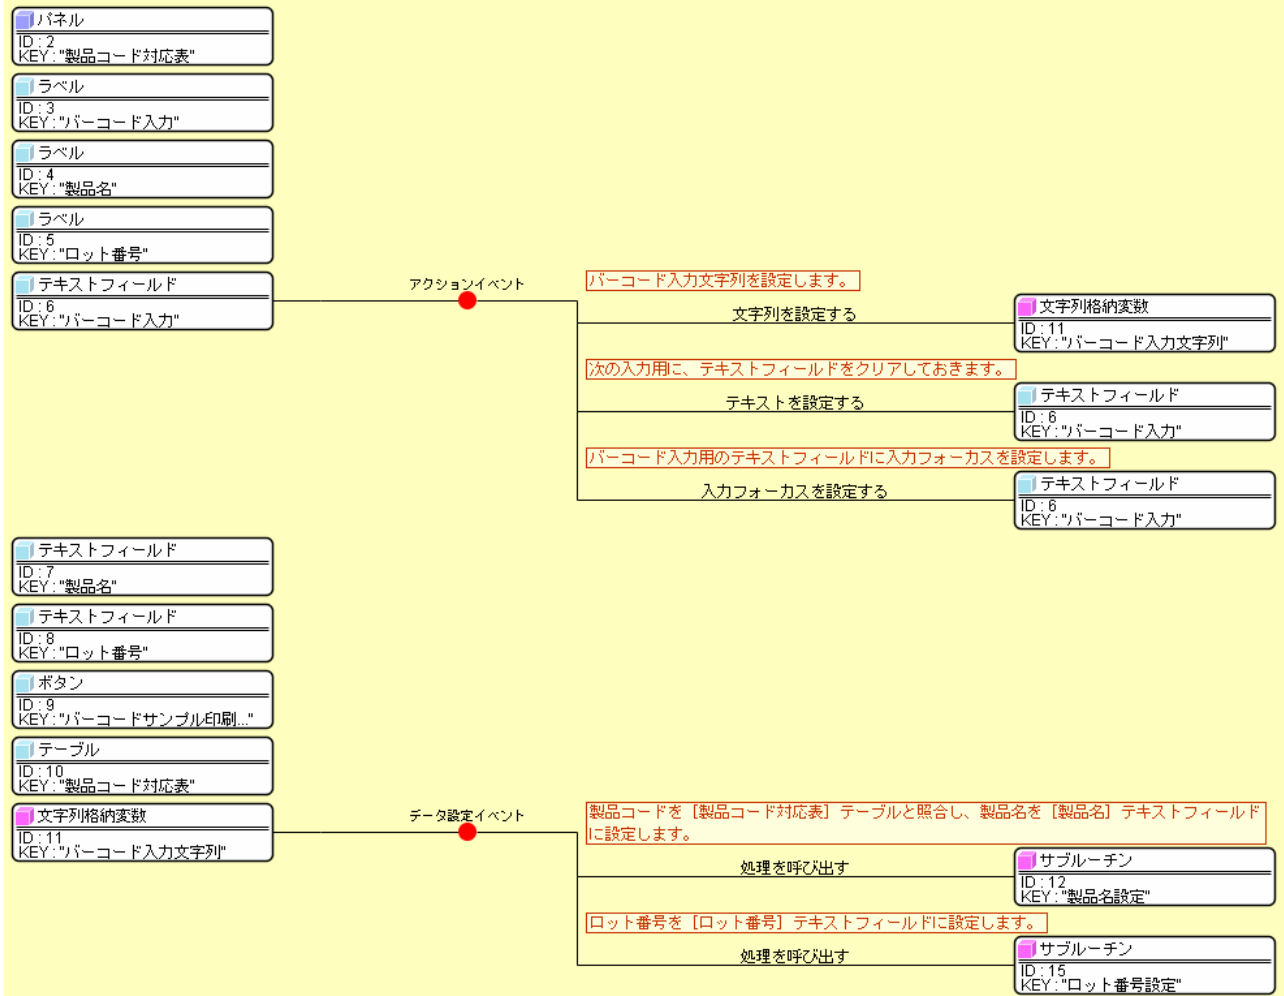 パネル
ID : 2
KEY : "製品コード対応表"
ラベル
ID : 3
KEY : "バーコード入力"
ラベル
ID : 4
KEY : "製品名"
ラベル
ID : 5
KEY : "ロット番号"
テキストフィールド
ID : 6
KEY : "バーコード入力"
アクションイベント
バーコード入力文字列を設定します。
文字列を設定する
文字列格納変数
ID : 11
KEY : "バーコード入力文字列"
次の入力用に、テキストフィールドをクリアしておきます。
テキストを設定する
テキストフィールド
ID : 6
KEY : "バーコード入力"
バーコード入力用のテキストフィールドに入力フォーカスを設定します。
入力フォーカスを設定する
テキストフィールド
ID : 6
KEY : "バーコード入力"
テキストフィールド
ID : 7
KEY : "製品名"
テキストフィールド
ID : 8
KEY : "ロット番号"
ボタン
ID : 9
KEY : "バーコードサンプル印刷..."
テーブル
ID : 10
KEY : "製品コード対応表"
文字列格納変数
ID : 11
KEY : "バーコード入力文字列"
データ設定イベント
製品コードを［製品コード対応表］テーブルと照合し、製品名を［製品名］テキストフィールド
に設定します。
処理を呼び出す
サブルーチン
ID : 12
KEY : "製品名設定"
ロット番号を［ロット番号］テキストフィールドに設定します。
処理を呼び出す
サブルーチン
ID : 15
KEY : "ロット番号設定"